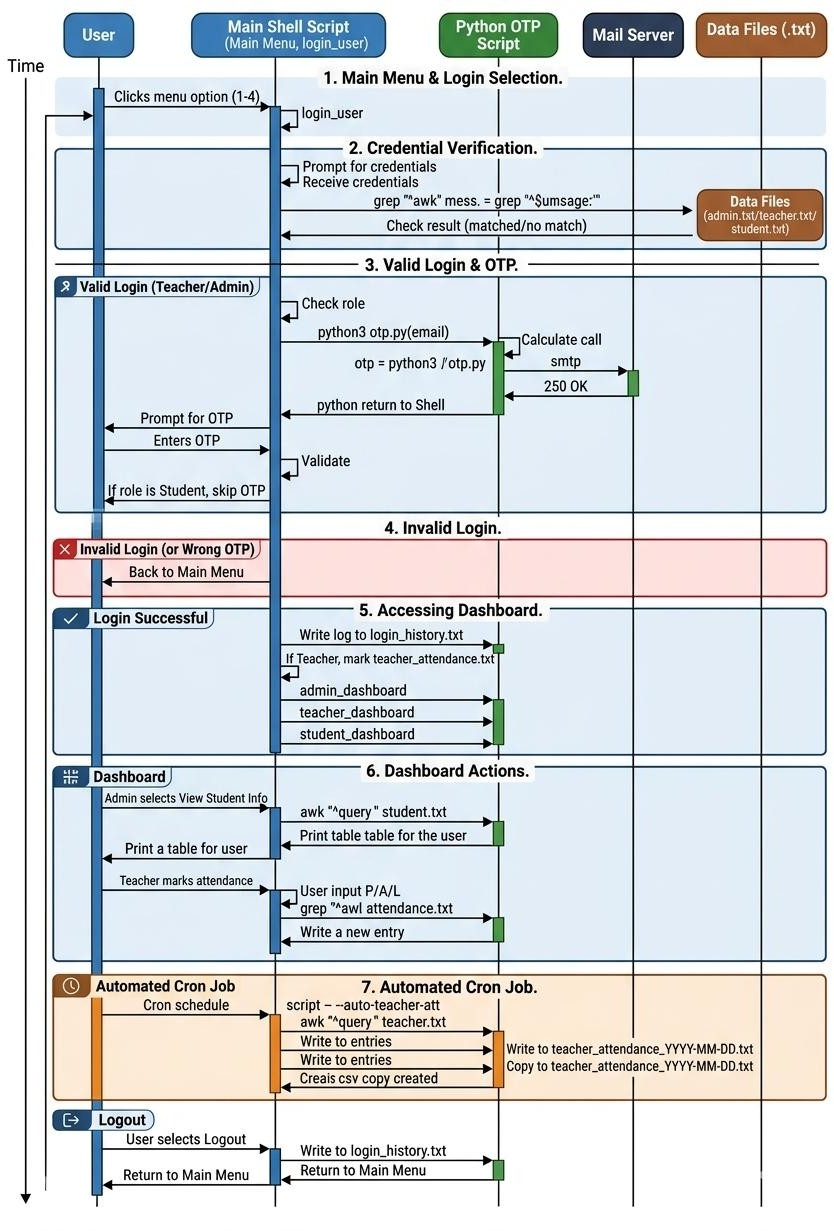 User
Main Shell Script
(Main Menu, login_user)
Python OTP
Script
Mail Server
Data Files (.txt)
Time
1. Main Menu & Login Selection.
Clicks menu option (1-4)
login_user
2. Credential Verification.
Prompt for credentials
Receive credentials
grep "^awk" mess. = grep "^$umsage:'"
Data Files
(admin.txt/teacher.txt/
student.txt)
Check result (matched/no match)
3. Valid Login & OTP.
Valid Login (Teacher/Admin)
Check role
python3 otp.py(email)
Calculate call
otp = python3 /'otp.py
smtp
250 OK
python return to Shell
Prompt for OTP
Enters OTP
Validate
If role is Student, skip OTP
4. Invalid Login.
Invalid Login (or Wrong OTP)
Back to Main Menu
5. Accessing Dashboard.
Login Successful
Write log to login_history.txt
If Teacher, mark teacher_attendance.txt
admin_dashboard
teacher_dashboard
student_dashboard
6. Dashboard Actions.
Dashboard
Admin selects View Student Info
awk "^query" student.txt
Print table table for the user
Print a table for user
Teacher marks attendance
User input P/A/L
grep "^awl attendance.txt
Write a new entry
Automated Cron Job
7. Automated Cron Job.
Cron schedule
script – --auto-teacher-att
awk "^query" teacher.txt
Write to entries
Write to teacher_attendance_YYYY-MM-DD.txt
Write to entries
Copy to teacher_attendance_YYYY-MM-DD.txt
Creais csv copy created
Logout
User selects Logout
Write to login_history.txt
Return to Main Menu
Return to Main Menu